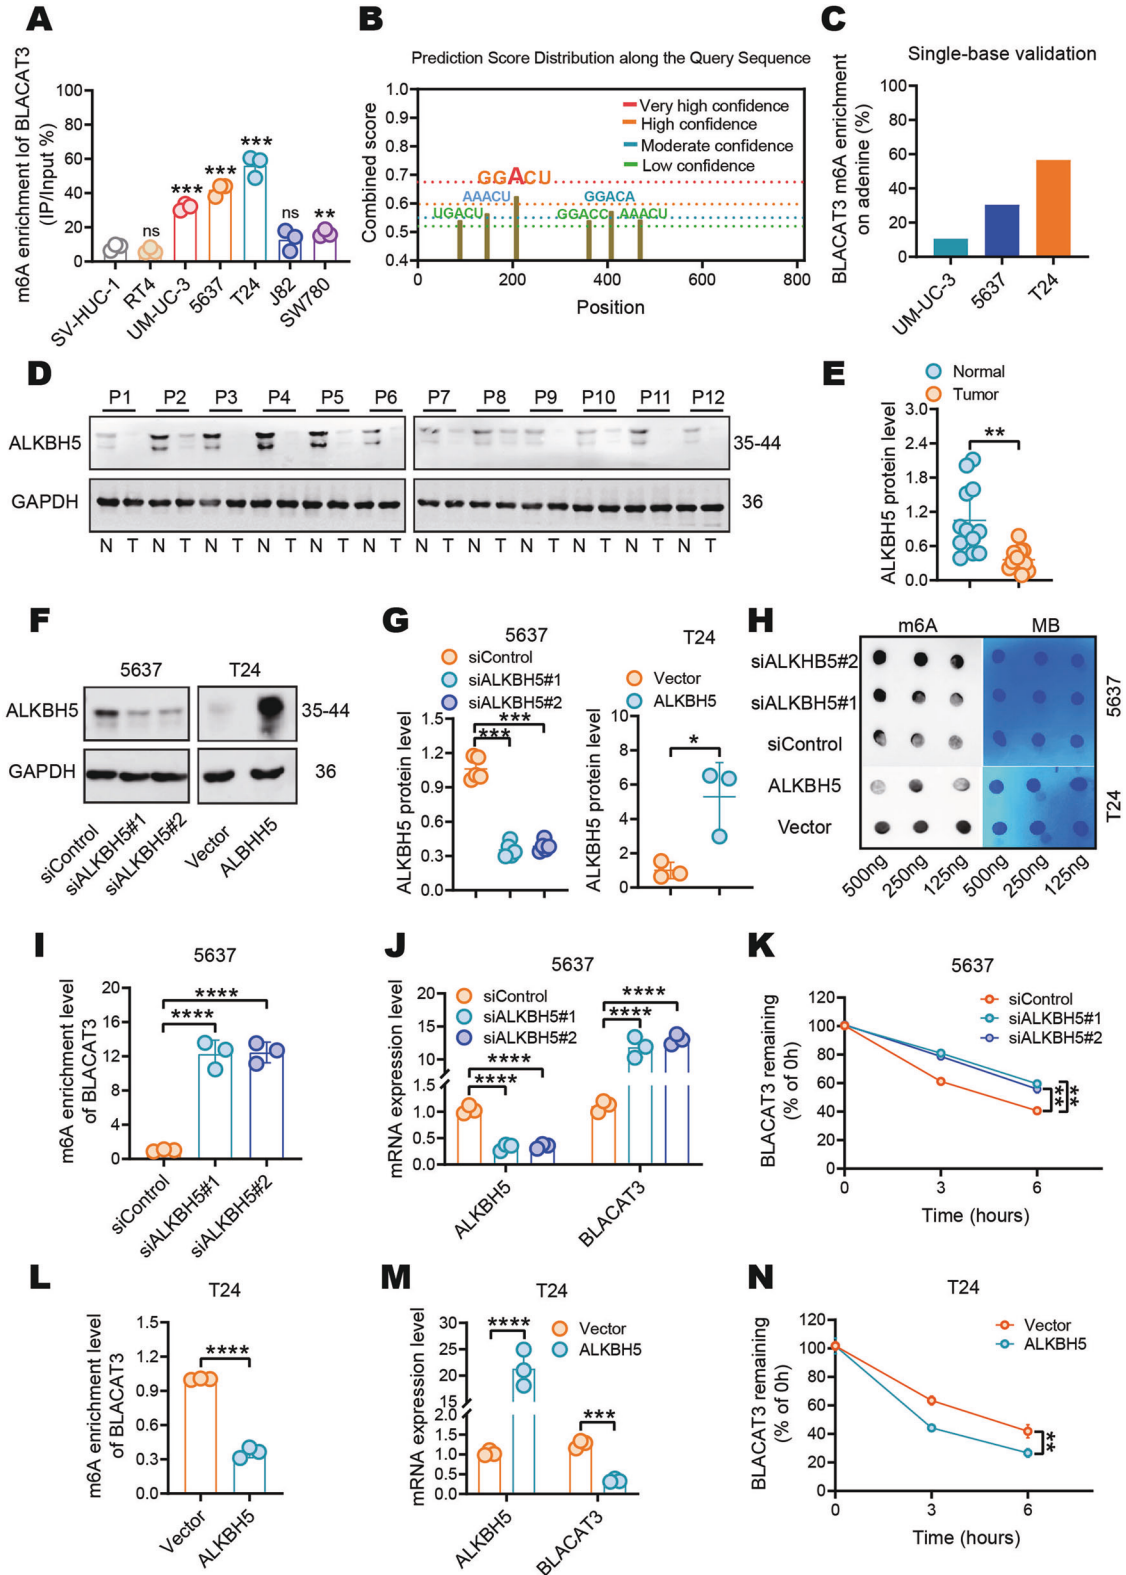 A
m6A enrichment lof BLACAT3
(IP/Input %)
100
80
60
40
20
0
ns
***
***
***
ns
**
SV-HUC-1
RT4
UM-UC-3
5637
T24
J82
SW780
B
Prediction Score Distribution along the Query Sequence
Combined score
1.0
0.9
0.8
0.7
0.6
0.5
0.4
Very high confidence
High confidence
Moderate confidence
Low confidence
GGACU
AAACU
GGACA
UGACU
GGACC
AAACU
0
200
400
600
800
Position
C
Single-base validation
BLACAT3 m6A enrichment
on adenine (%)
100
80
60
40
20
0
UM-UC-3
5637
T24
D
P1 P2 P3 P4 P5 P6 P7 P8 P9 P10 P11 P12
ALKBH5
35-44
GAPDH
36
N T N T N T N T N T N T N T N T N T N T N T N T
E
Normal
Tumor
ALKBH5 protein level
3.0
2.4
1.8
1.2
0.6
0.0
**
F
5637
T24
ALKBH5
35-44
GAPDH
36
siControl
siALKBH5#1
siALKBH5#2
Vector
ALBHH5
G
5637
siControl
siALKBH5#1
siALKBH5#2
ALKBH5 protein level
1.5
1.2
0.9
0.6
0.3
0.0
***
***
T24
Vector
ALKBH5
ALKBH5 protein level
10
8
6
4
2
0
*
H
m6A
MB
siALKHB5#2
siALKBH5#1
siControl
ALKBH5
Vector
5637
T24
500ng
250ng
125ng
500ng
250ng
125ng
I
5637
m6A enrichment level
of BLACAT3
20
16
12
8
4
0
****
****
siControl
siALKBH5#1
siALKBH5#2
J
5637
siControl
siALKBH5#1
siALKBH5#2
mRNA expression level
20
15
10
1.5
1.0
0.5
0.0
****
****
****
****
ALKBH5
BLACAT3
K
5637
siControl
siALKBH5#1
siALKBH5#2
BLACAT3 remaining
(% of 0h)
120
100
80
60
40
20
0
**
**
0
3
6
Time (hours)
L
T24
m6A enrichment level
of BLACAT3
1.5
1.2
0.9
0.6
0.3
0.0
****
Vector
ALKBH5
M
T24
Vector
ALKBH5
mRNA expression level
30
25
20
15
2.0
1.5
1.0
0.5
0.0
****
***
ALKBH5
BLACAT3
N
T24
Vector
ALKBH5
BLACAT3 remaining
(% of 0h)
120
100
80
60
40
20
0
**
0
3
6
Time (hours)